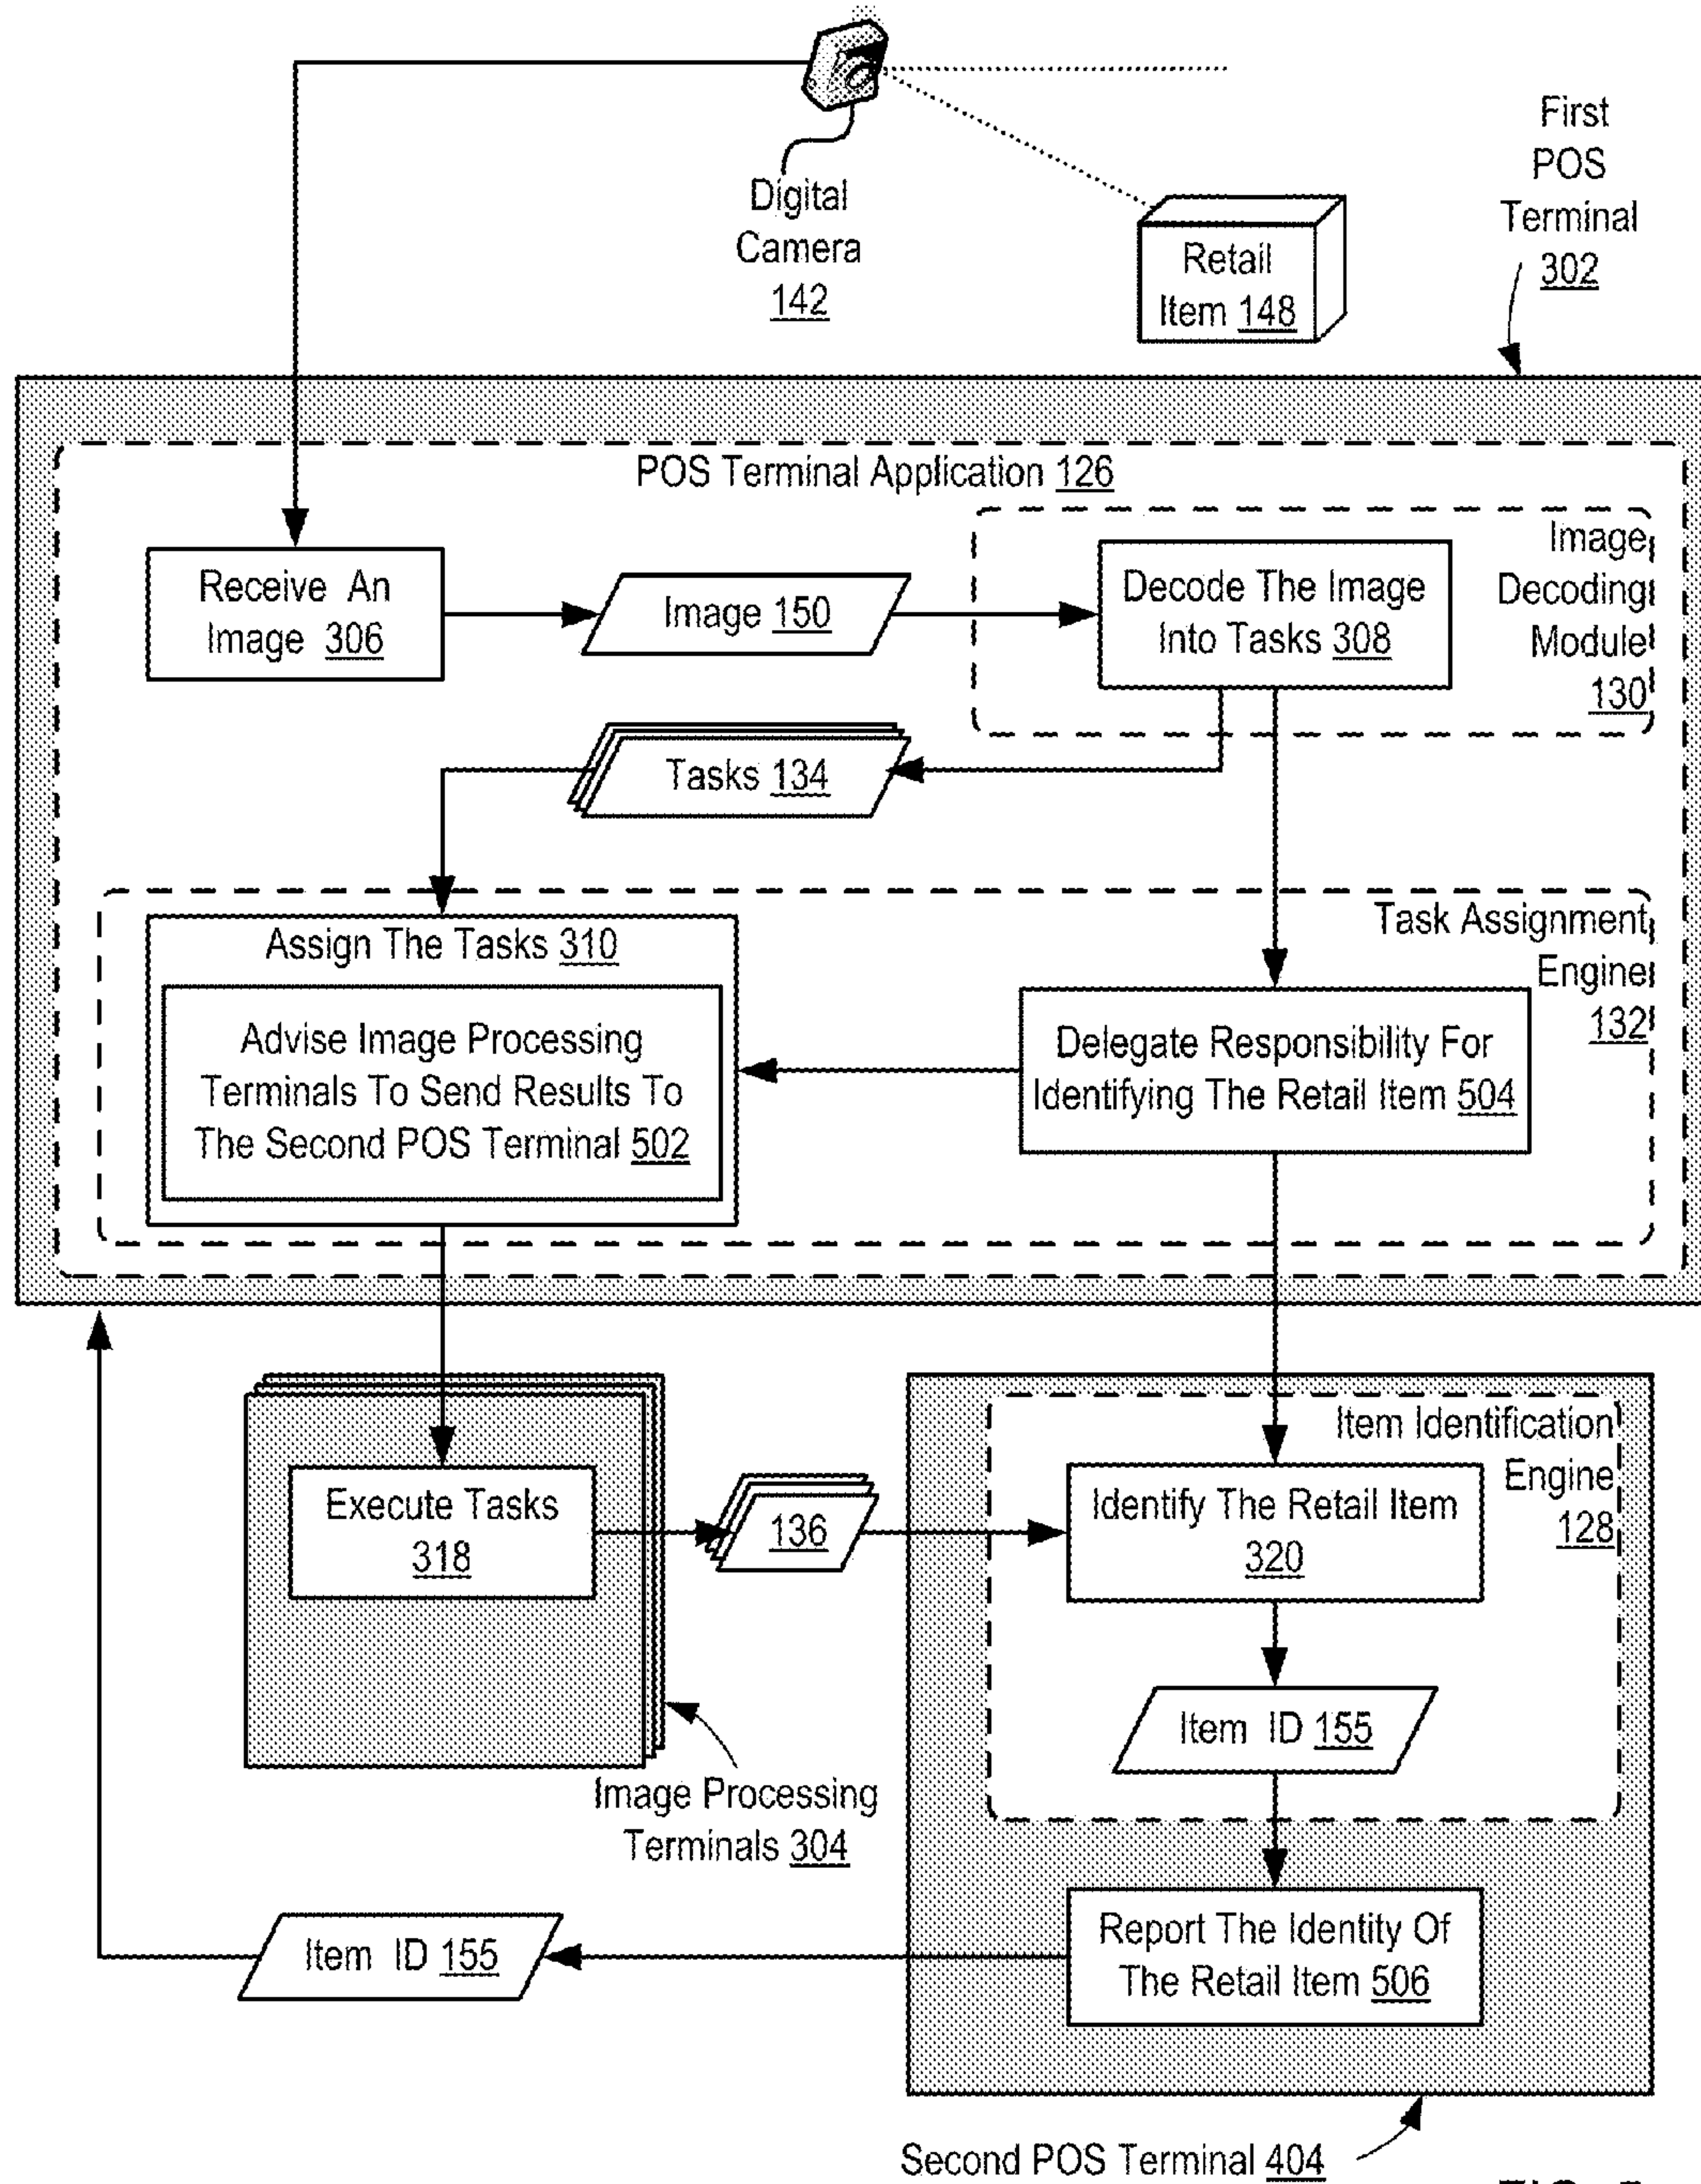 First
POS
Terminal
302
Digital
Camera
142
Retail
Item 148
POS Terminal Application 126
Receive An
Image 306
Image 150
Decode The Image
Into Tasks 308
Image
Decoding
Module
130
Tasks 134
Task Assignment
Engine
132
Assign The Tasks 310
Advise Image Processing
Terminals To Send Results To
The Second POS Terminal 502
Delegate Responsibility For
Identifying The Retail Item 504
Execute Tasks
318
136
Item Identification
Engine
128
Identify The Retail Item
320
Item ID 155
Image Processing
Terminals 304
Item ID 155
Report The Identity Of
The Retail Item 506
Second POS Terminal 404